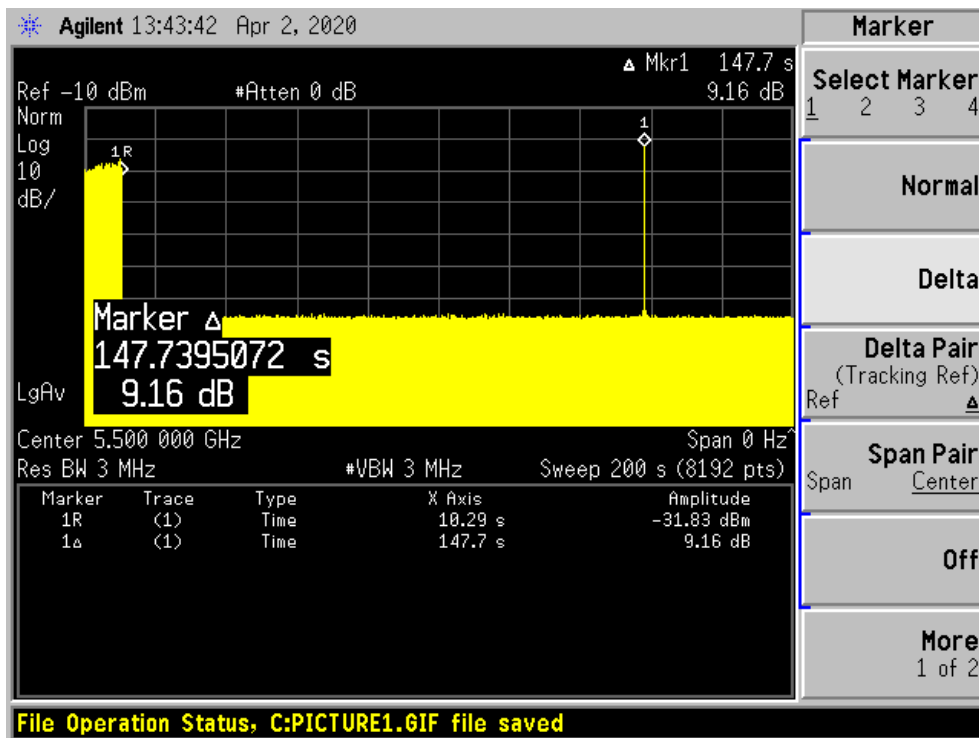 Agilent 13:43:42 Apr 2, 2020
Δ Mkr1 147.7 s
Ref -10 dBm #Atten 0 dB 9.16 dB
Norm
Log
10
dB/
1R
1
Marker Δ
147.7395072 s
9.16 dB
LgAv
Center 5.500 000 GHz Span 0 Hz^
Res BW 3 MHz #VBW 3 MHz Sweep 200 s (8192 pts)
Marker Trace Type X Axis Amplitude
1R (1) Time 10.29 s -31.83 dBm
1Δ (1) Time 147.7 s 9.16 dB
File Operation Status, C:PICTURE1.GIF file saved
Marker
Select Marker
1 2 3 4
Normal
Delta
Delta Pair
(Tracking Ref)
Ref Δ
Span Pair
Span Center
Off
More
1 of 2